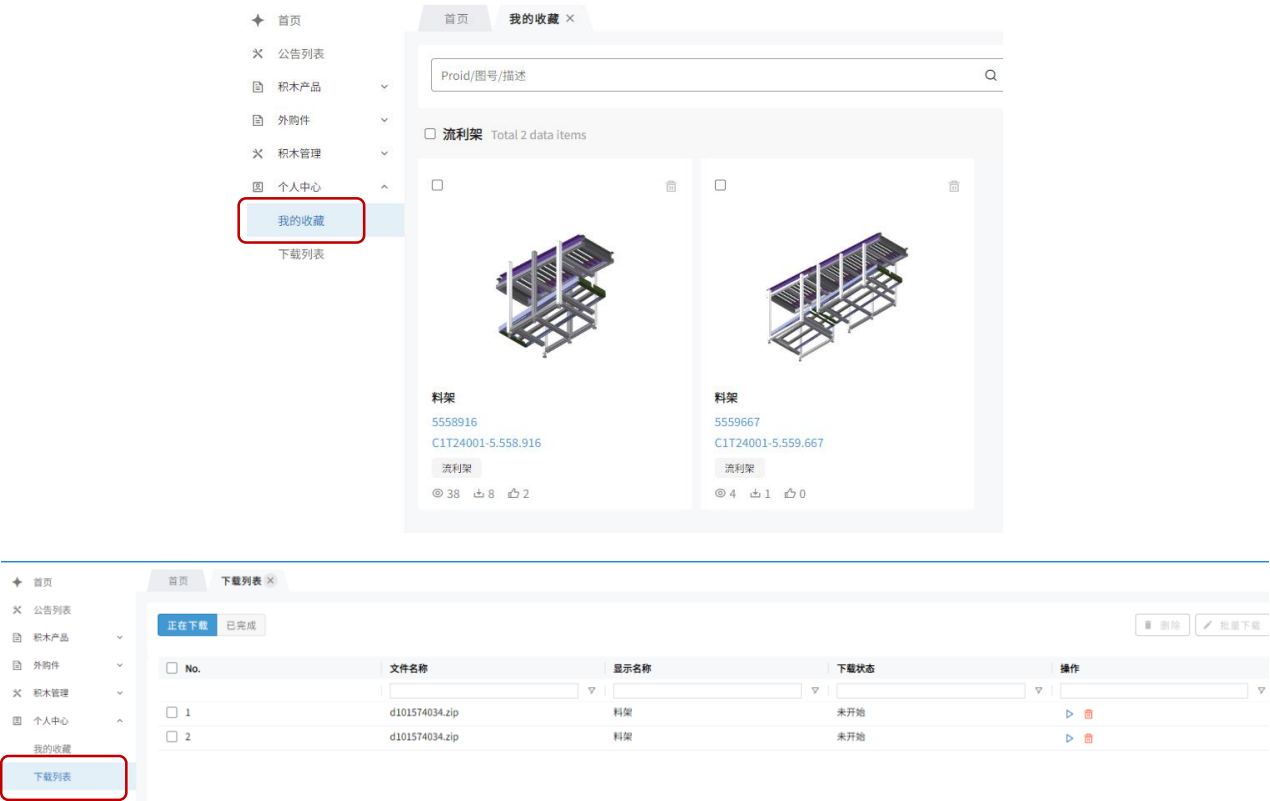 首页
公告列表
积木产品
外购件
积木管理
个人中心
我的收藏
下载列表
首页 我的收藏
Proid/图号/描述
流利架 Total 2 data items
料架
5558916
C1T24001-5.558.916
流利架
38 8 2
料架
5559667
C1T24001-5.559.667
流利架
4 1 0
首页
公告列表
积木产品
外购件
积木管理
个人中心
我的收藏
下载列表
首页 下载列表
正在下载 已完成 删除 批量下载
No. 文件名称 显示名称 下载状态 操作
1 d101574034.zip 料架 未开始
2 d101574034.zip 料架 未开始